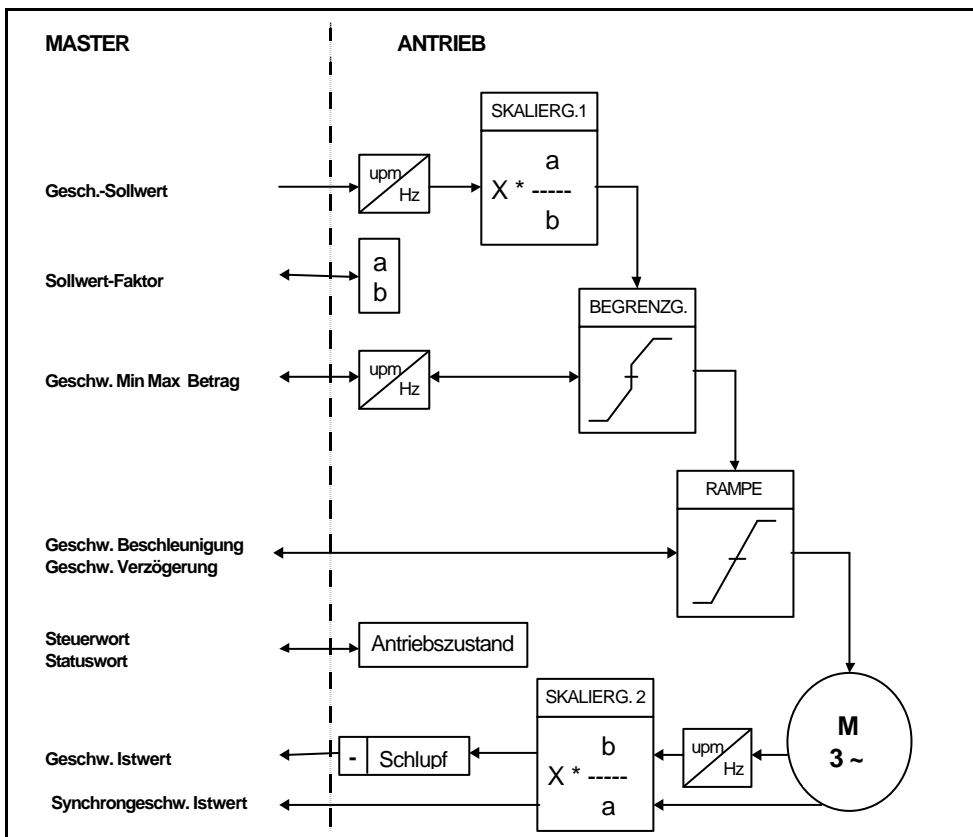 MASTER
ANTRIEB
SKALIERG.1
a
X * -----
b
Gesch.-Sollwert
upm
Hz
Sollwert-Faktor
a
b
BEGRENZG.
Geschw. Min Max Betrag
upm
Hz
RAMPE
Geschw. Beschleunigung
Geschw. Verzögerung
Steuerwort
Statuswort
Antriebszustand
SKALIERG. 2
b
X * -----
a
M
3 ~
Geschw. Istwert
- Schlupf
upm
Hz
Synchrongeschw. Istwert